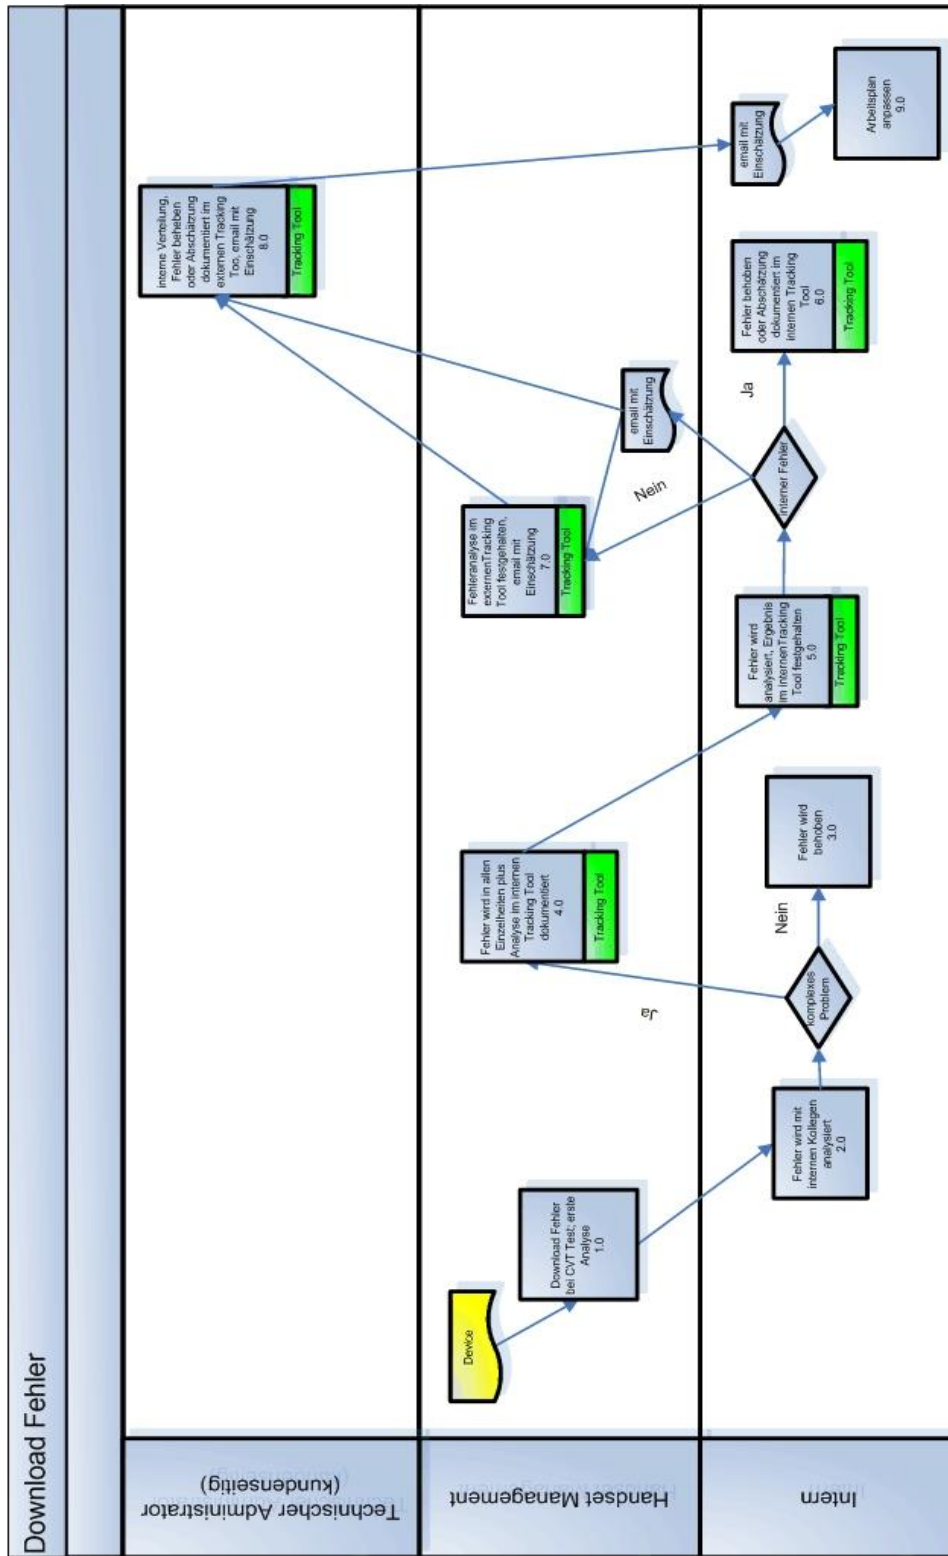 Download Fehler
Technischer Administrator
(kundenseitig)
interne Verteilung,
Fehler beheben
oder Abschätzung
dokumentiert im
externen Tracking
Too, email mit
Einschätzung
8.0
Tracking Tool
Handset Management
Device
Download Fehler
bei CVT Test, erste
Analyse
1.0
Fehler wird in allen
Einzelheiten plus
Analyse im internen
Tracking Tool
dokumentiert
4.0
Tracking Tool
Fehleranalyse im
externenTracking
Tool festgehalten,
email mit
Einschätzung
7.0
Tracking Tool
email mit
Einschätzung
Ja
Nein
Intern
Fehler wird mit
internen Kollegen
analysiert
2.0
komplexes
Problem
Nein
Fehler wird
behoben
3.0
Fehler wird
analysiert, Ergebnis
im internenTracking
Tool festgehalten
5.0
Tracking Tool
interner Fehler
Ja
Fehler behoben
oder Abschätzung
dokumentiert im
internen Tracking
Tool
6.0
Tracking Tool
email mit
Einschätzung
Arbeitsplan
anpassen
9.0